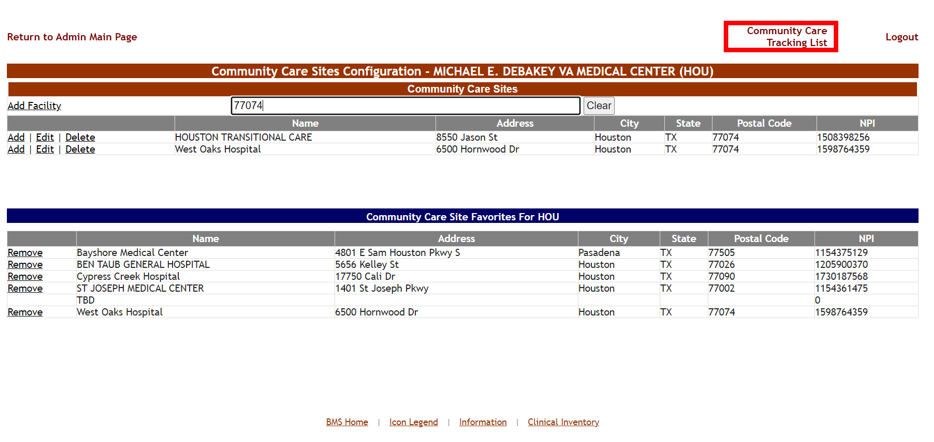 Return to Admin Main Page
Community Care
Tracking List
Logout
Community Care Sites Configuration - MICHAEL E. DEBAKEY VA MEDICAL CENTER (HOU)
Community Care Sites
Add Facility 77074 Clear
Name Address City State Postal Code NPI
Add | Edit | Delete HOUSTON TRANSITIONAL CARE 8550 Jason St Houston TX 77074 1508398256
Add | Edit | Delete West Oaks Hospital 6500 Hornwood Dr Houston TX 77074 1598764359
Community Care Site Favorites For HOU
Name Address City State Postal Code NPI
Remove Bayshore Medical Center 4801 E Sam Houston Pkwy S Pasadena TX 77505 1154375129
Remove BEN TAUB GENERAL HOSPITAL 5656 Kelley St Houston TX 77026 1205900370
Remove Cypress Creek Hospital 17750 Cali Dr Houston TX 77090 1730187568
Remove ST JOSEPH MEDICAL CENTER 1401 St Joseph Pkwy Houston TX 77002 1154361475
TBD 0
Remove West Oaks Hospital 6500 Hornwood Dr Houston TX 77074 1598764359
BMS Home | Icon Legend | Information | Clinical Inventory